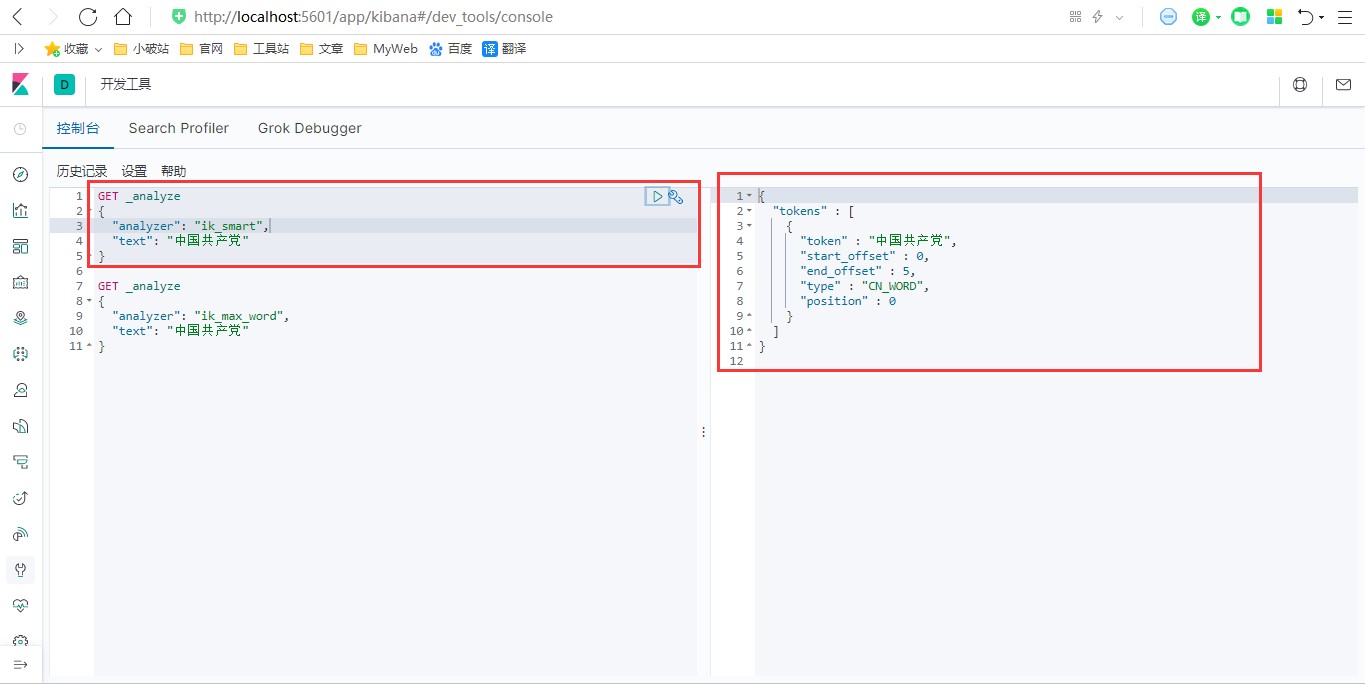 http://localhost:5601/app/kibana#/dev_tools/console
译
收藏 小破站 官网 工具站 文章 MyWeb 百度 译 翻译
D 开发工具
控制台 Search Profiler Grok Debugger
历史记录 设置 帮助
1 GET _analyze
2 {
3 "analyzer": "ik_smart",
4 "text": "中国共产党"
5 }
6
7 GET _analyze
8 {
9 "analyzer": "ik_max_word",
10 "text": "中国共产党"
11 }
1 {
2 "tokens" : [
3 {
4 "token" : "中国共产党",
5 "start_offset" : 0,
6 "end_offset" : 5,
7 "type" : "CN_WORD",
8 "position" : 0
9 }
10 ]
11 }
12